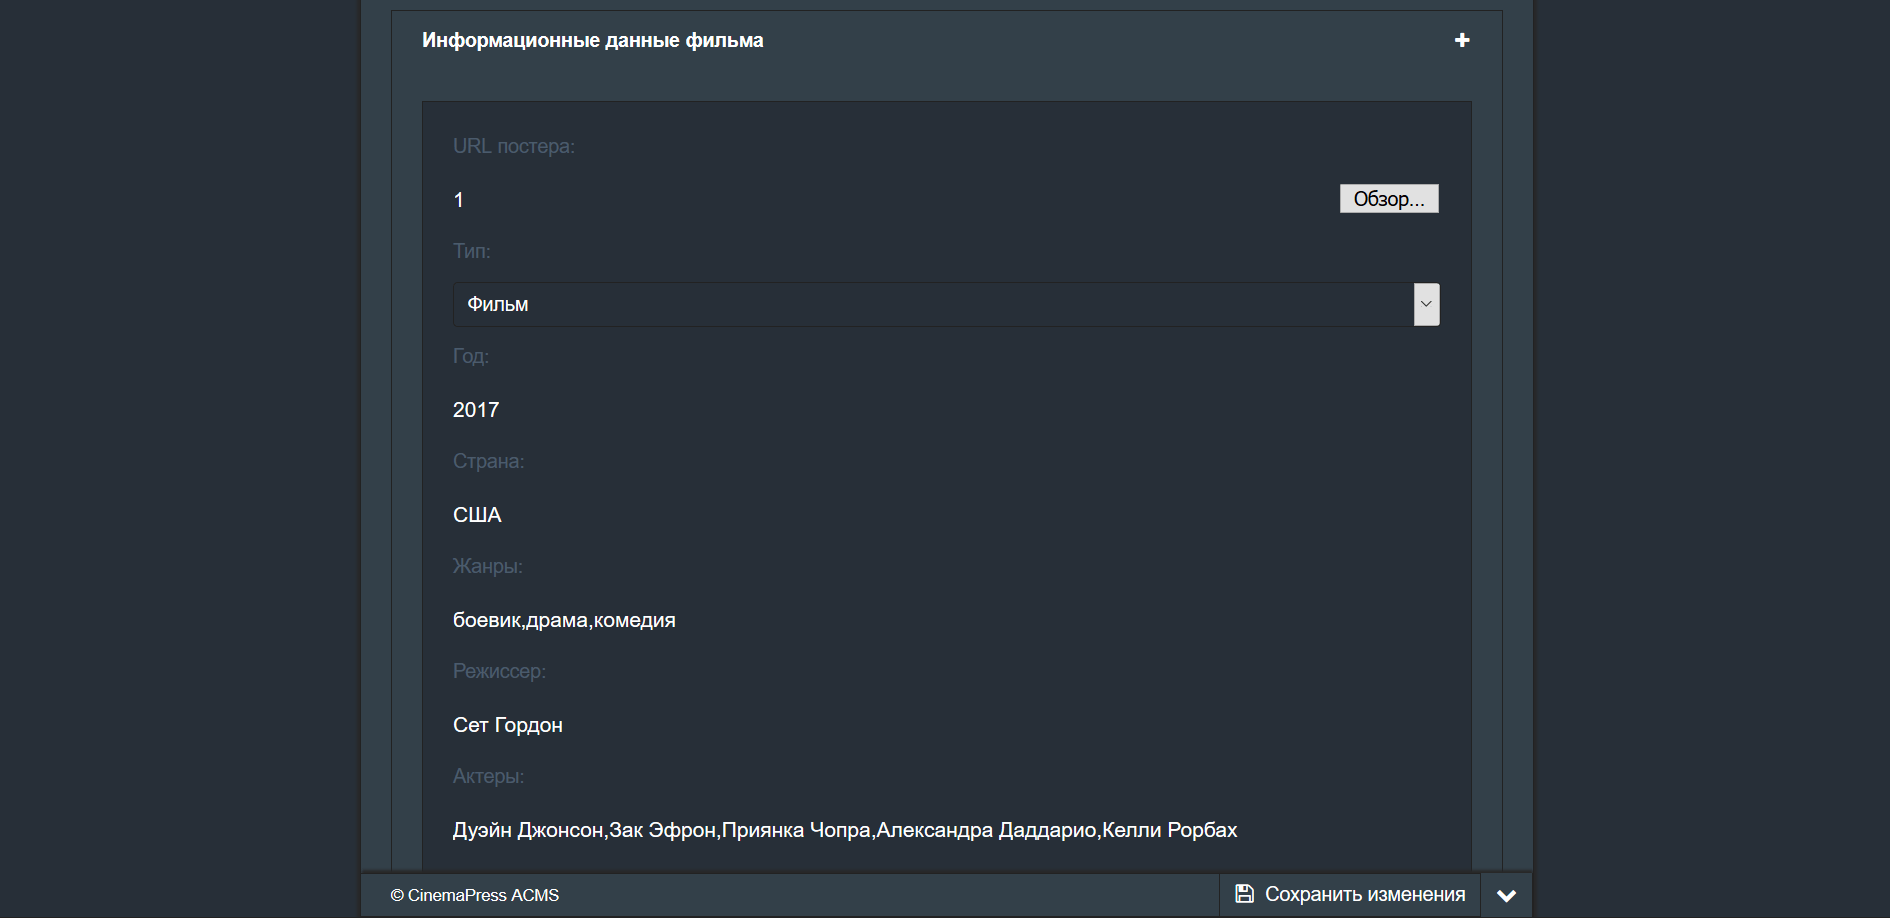 Информационные данные фильма
URL постера:
1
Обзор...
Тип:
Фильм
Год:
2017
Страна:
США
Жанры:
боевик,драма,комедия
Режиссер:
Сет Гордон
Актеры:
Дуэйн Джонсон,Зак Эфрон,Приянка Чопра,Александра Даддарио,Келли Рорбах
© CinemaPress ACMS
Сохранить изменения